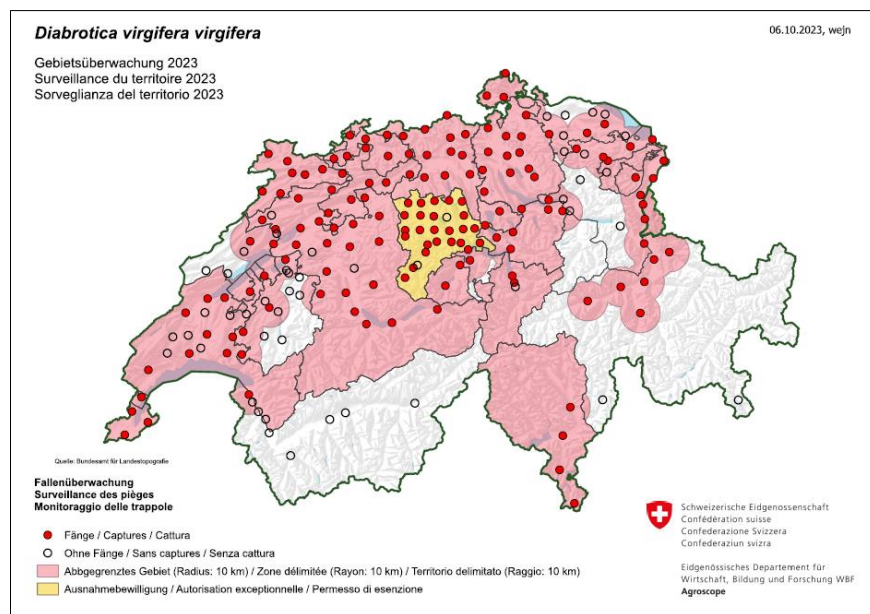 Diabrotica virgifera virgifera
06.10.2023, wejn
Gebietsüberwachung 2023
Surveillance du territoire 2023
Sorveglianza del territorio 2023
Quelle: Bundesamt für Landestopografie
Fallenüberwachung
Surveillance des pièges
Monitoraggio delle trappole
Fänge / Captures / Cattura
Ohne Fänge / Sans captures / Senza cattura
Abbgegrenztes Gebiet (Radius: 10 km) / Zone délimitée (Rayon: 10 km) / Territorio delimitato (Raggio: 10 km)
Ausnahmebewilligung / Autorisation exceptionnelle / Permesso di esenzione
Schweizerische Eidgenossenschaft
Confédération suisse
Confederazione Svizzera
Confederaziun svizra
Eidgenössisches Departement für
Wirtschaft, Bildung und Forschung WBF
Agroscope